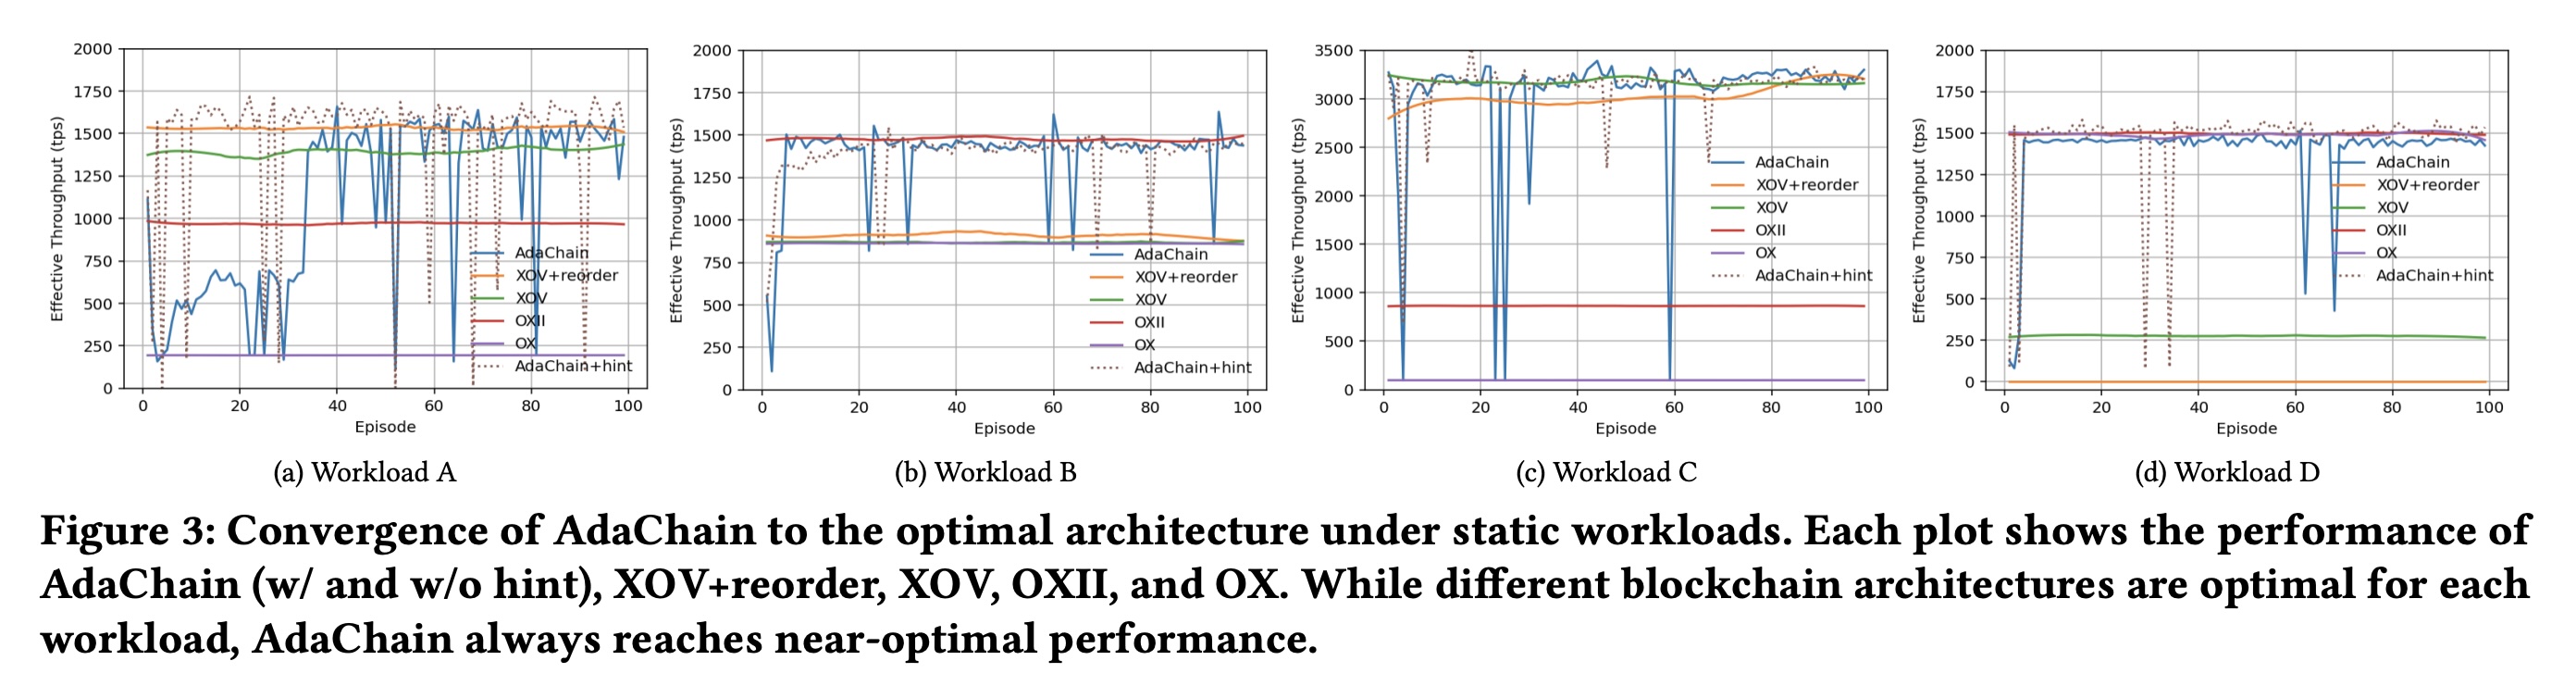 2000
1750
1500
1250
1000
750
500
250
0
Effective Throughput (tps)
AdaChain
XOV+reorder
XOV
OXII
OX
AdaChain+hint
0 20 40 60 80 100
Episode
(a) Workload A
2000
1750
1500
1250
1000
750
500
250
0
Effective Throughput (tps)
AdaChain
XOV+reorder
XOV
OXII
OX
AdaChain+hint
0 20 40 60 80 100
Episode
(b) Workload B
3500
3000
2500
2000
1500
1000
500
0
Effective Throughput (tps)
AdaChain
XOV+reorder
XOV
OXII
OX
AdaChain+hint
0 20 40 60 80 100
Episode
(c) Workload C
2000
1750
1500
1250
1000
750
500
250
0
Effective Throughput (tps)
AdaChain
XOV+reorder
XOV
OXII
OX
AdaChain+hint
0 20 40 60 80 100
Episode
(d) Workload D
Figure 3: Convergence of AdaChain to the optimal architecture under static workloads. Each plot shows the performance of
AdaChain (w/ and w/o hint), XOV+reorder, XOV, OXII, and OX. While different blockchain architectures are optimal for each
workload, AdaChain always reaches near-optimal performance.